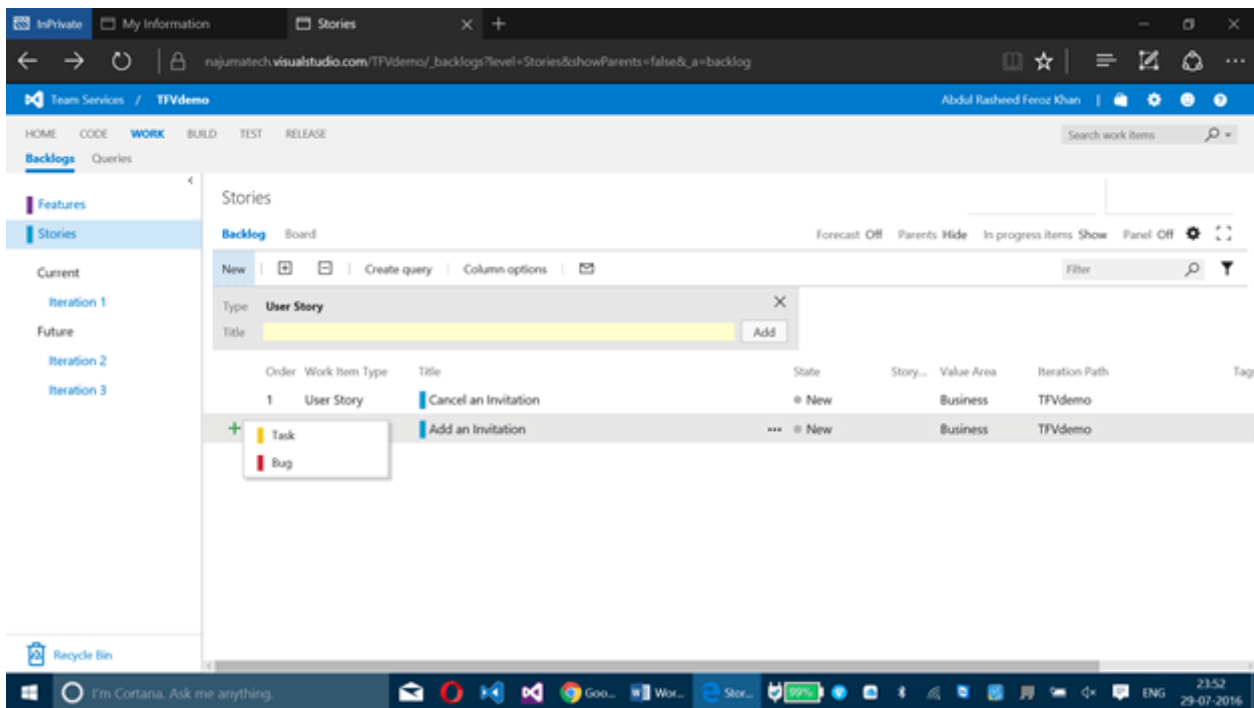 InPrivate My Information Stories
najumatech.visualstudio.com/TFVdemo/_backlogs?level=Stories&showParents=false&_a=backlog
Team Services / TFVdemo Abdul Rasheed Feroz Khan
HOME CODE WORK BUILD TEST RELEASE Search work items
Backlogs Queries
Features
Stories
Current
Iteration 1
Future
Iteration 2
Iteration 3
Recycle Bin
Stories
Backlog Board Forecast Off Parents Hide In progress items Show Panel Off
New Create query Column options Filter
Type User Story
Title Add
Order Work Item Type Title State Story... Value Area Iteration Path Tag
1 User Story Cancel an Invitation New Business TFVdemo
Add an Invitation ... New Business TFVdemo
Task
Bug
I'm Cortana. Ask me anything. Goo... Wor... Stor... 99% ENG 23:52
29-07-2016